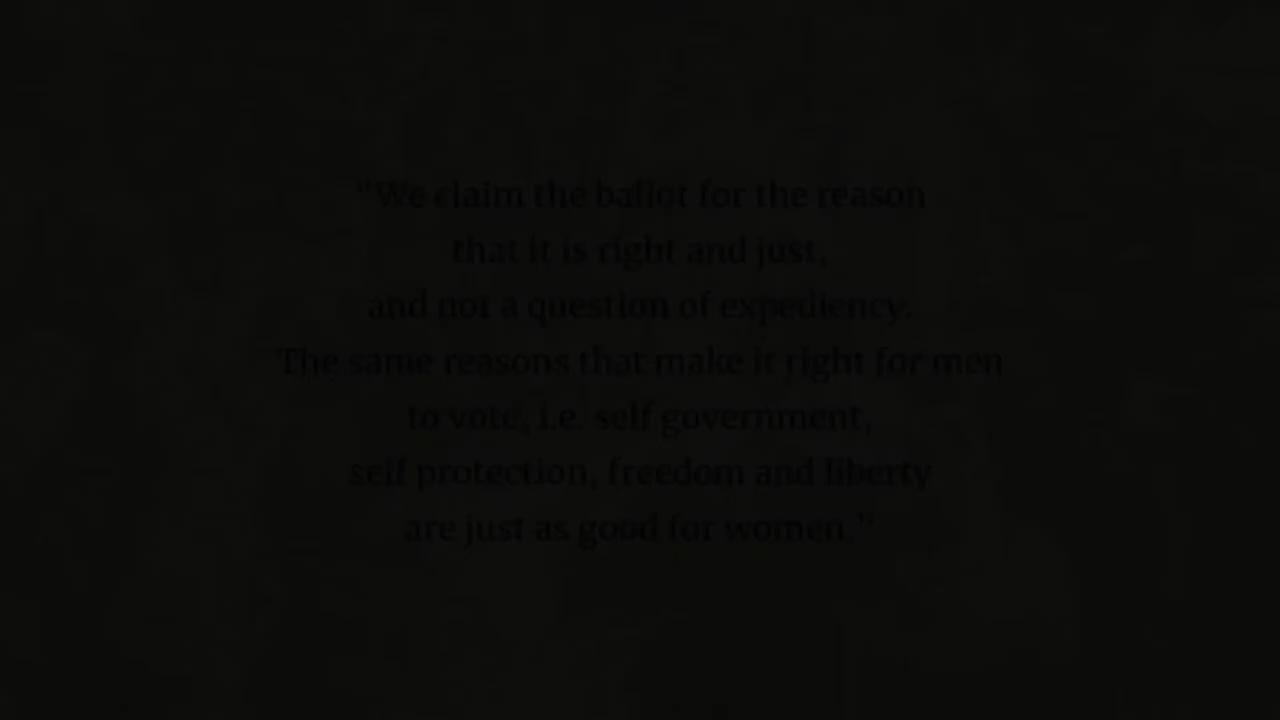 "We claim the ballot for the reason
that it is right and just,
and not a question of expediency.
The same reasons that make it right for men
to vote, i.e. self government,
self protection, freedom and liberty
are just as good for women."